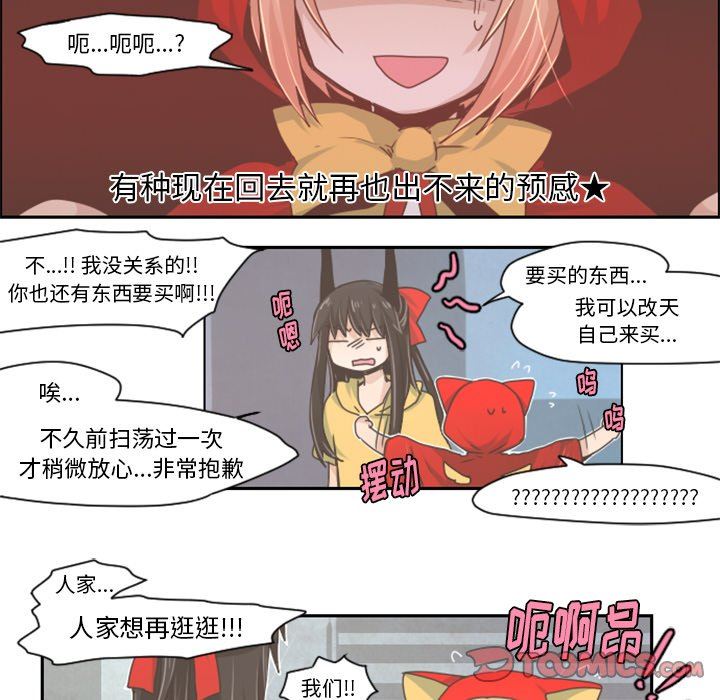 呃...呃呃...?
有种现在回去就再也出不来的预感★
不...!! 我没关系的!!
你也还有东西要买啊!!!
要买的东西...
我可以改天
自己来买...
呃嗯
呜
呜
唉...
不久前扫荡过一次
才稍微放心...非常抱歉
摆动
???????????????????
人家...
人家想再逛逛!!!
呃啊品!
我们!!
TOOMICS.COM